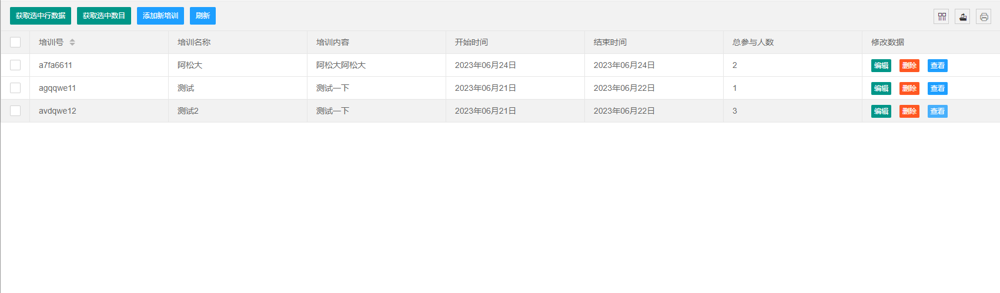 获取选中行数据 获取选中数目 添加新培训 刷新
培训号 培训名称 培训内容 开始时间 结束时间 总参与人数 修改数据
a7fa6611 阿松大 阿松大阿松大 2023年06月24日 2023年06月24日 2 编辑 删除 查看
agqqwe11 测试 测试一下 2023年06月21日 2023年06月22日 1 编辑 删除 查看
avdqwe12 测试2 测试一下 2023年06月21日 2023年06月22日 3 编辑 删除 查看